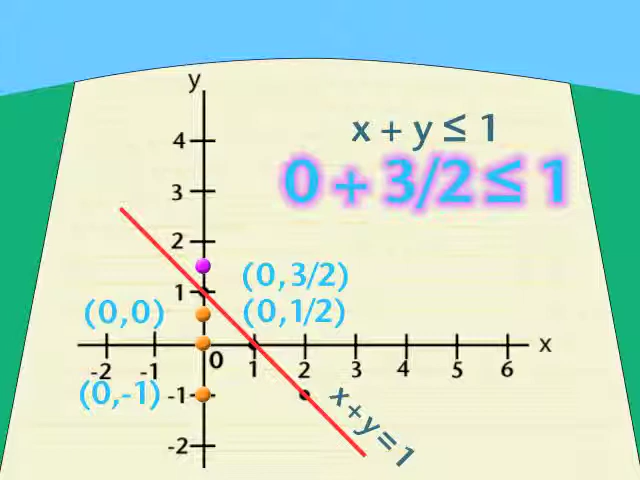 y
x + y ≤ 1
0 + 3/2 ≤ 1
4
3
2
1
(0,3/2)
(0,0)
(0,1/2)
x
-2 -1 0 1 2 3 4 5 6
(0,-1)
-1
x+y=1
-2